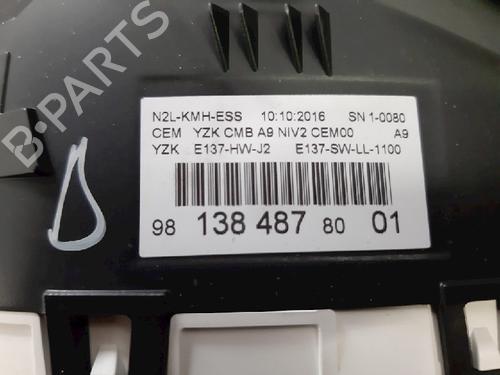 N2L-KMH-ESS 10:10:2016 SN 1-0080
CEM YZK CMB A9 NIV2 CEM00 A9
YZK E137-HW-J2 E137-SW-LL-1100
98 138 487 80 01
B-PARTS